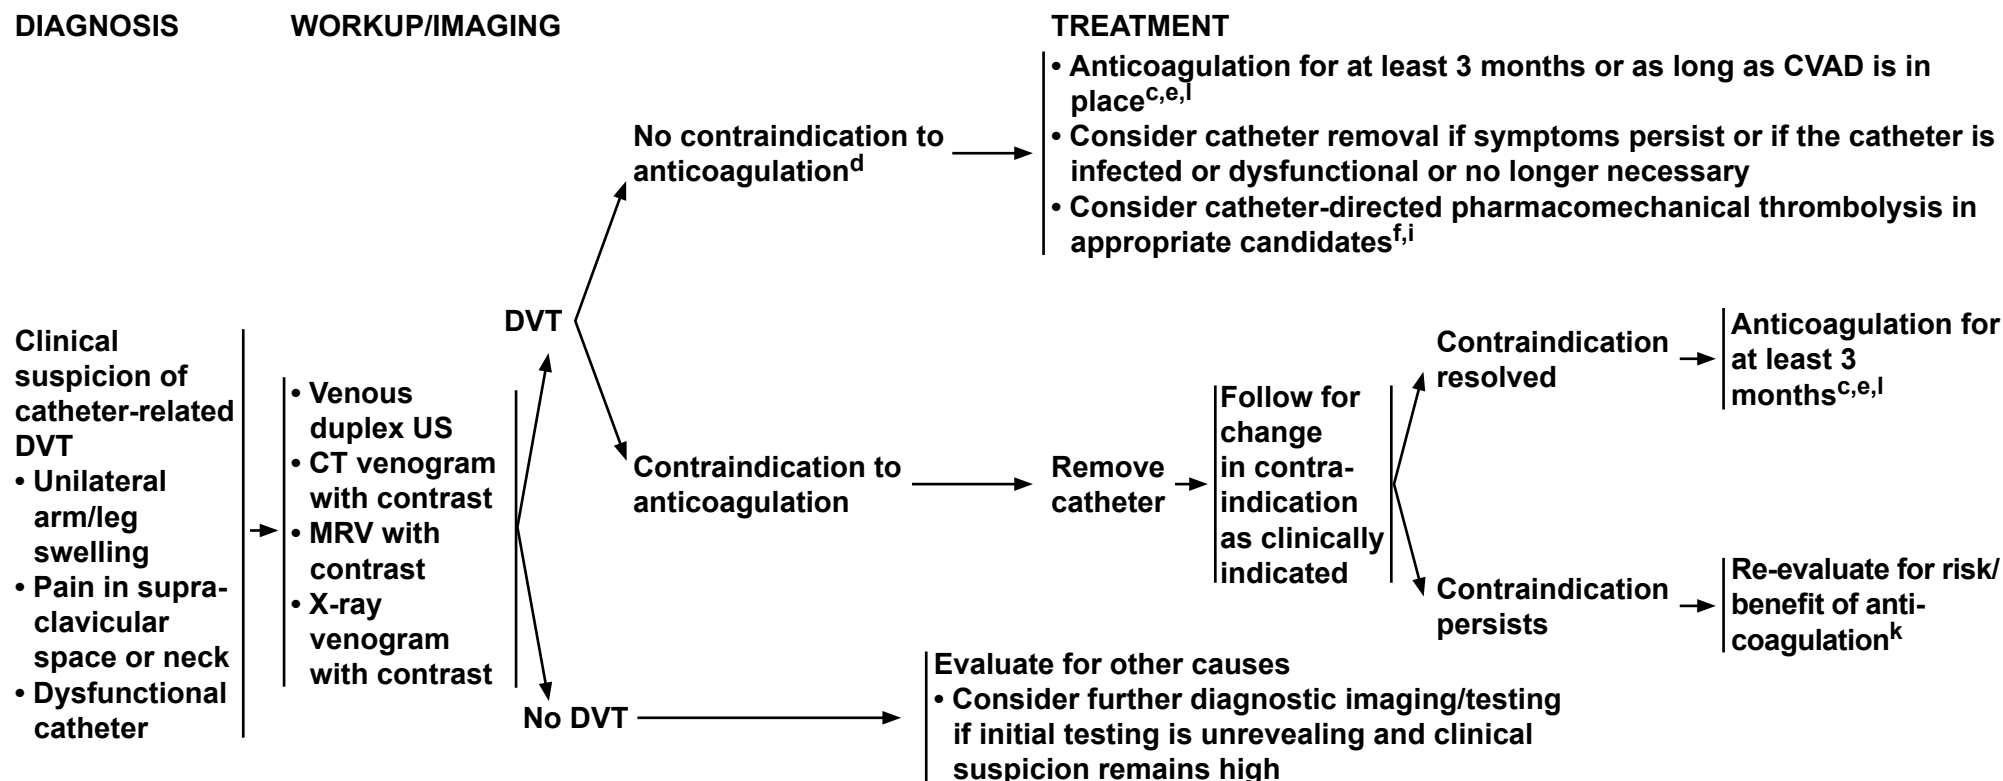 DIAGNOSIS
WORKUP/IMAGING
TREATMENT
Clinical
suspicion of
catheter-related
DVT
• Unilateral
arm/leg
swelling
• Pain in supra-
clavicular
space or neck
• Dysfunctional
catheter
• Venous
duplex US
• CT venogram
with contrast
• MRV with
contrast
• X-ray
venogram
with contrast
DVT
No contraindication to
anticoagulationd
• Anticoagulation for at least 3 months or as long as CVAD is in
placec,e,l
• Consider catheter removal if symptoms persist or if the catheter is
infected or dysfunctional or no longer necessary
• Consider catheter-directed pharmacomechanical thrombolysis in
appropriate candidatesf,i
Contraindication to
anticoagulation
Remove
catheter
Follow for
change
in contra-
indication
as clinically
indicated
Contraindication
resolved
Anticoagulation for
at least 3
monthsc,e,l
Contraindication
persists
Re-evaluate for risk/
benefit of anti-
coagulationk
No DVT
Evaluate for other causes
• Consider further diagnostic imaging/testing
if initial testing is unrevealing and clinical
suspicion remains high